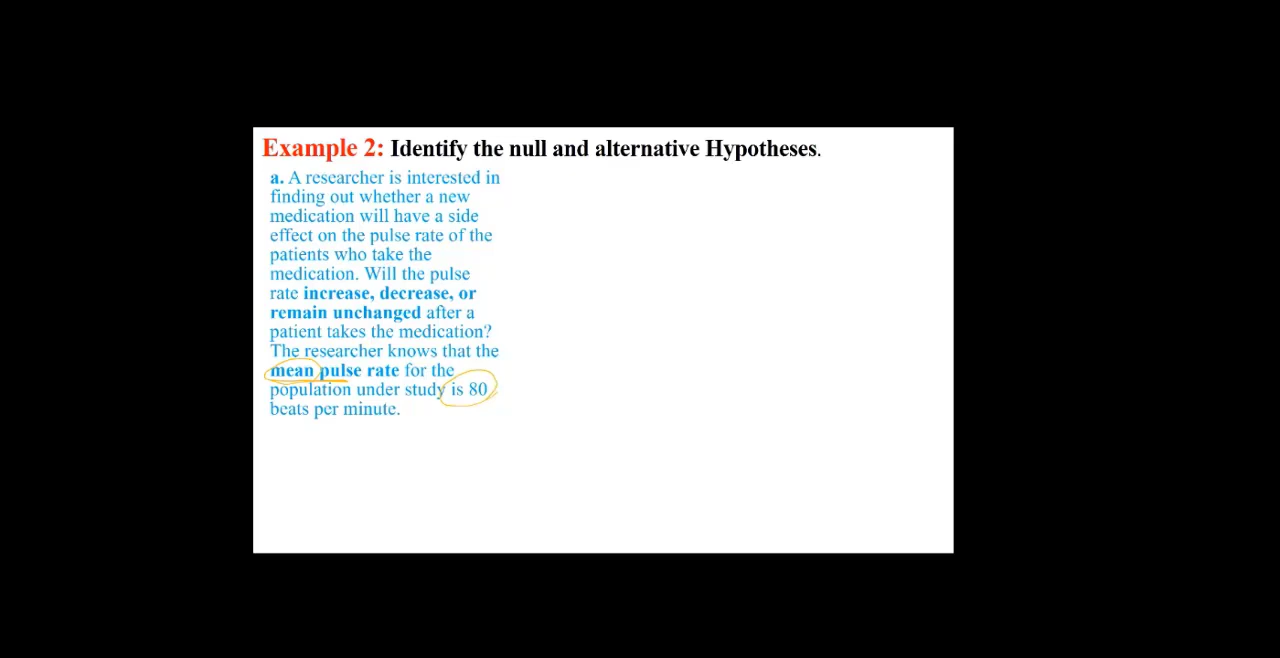 Example 2: Identify the null and alternative Hypotheses.
a. A researcher is interested in
finding out whether a new
medication will have a side
effect on the pulse rate of the
patients who take the
medication. Will the pulse
rate increase, decrease, or
remain unchanged after a
patient takes the medication?
The researcher knows that the
mean pulse rate for the
population under study is 80
beats per minute.